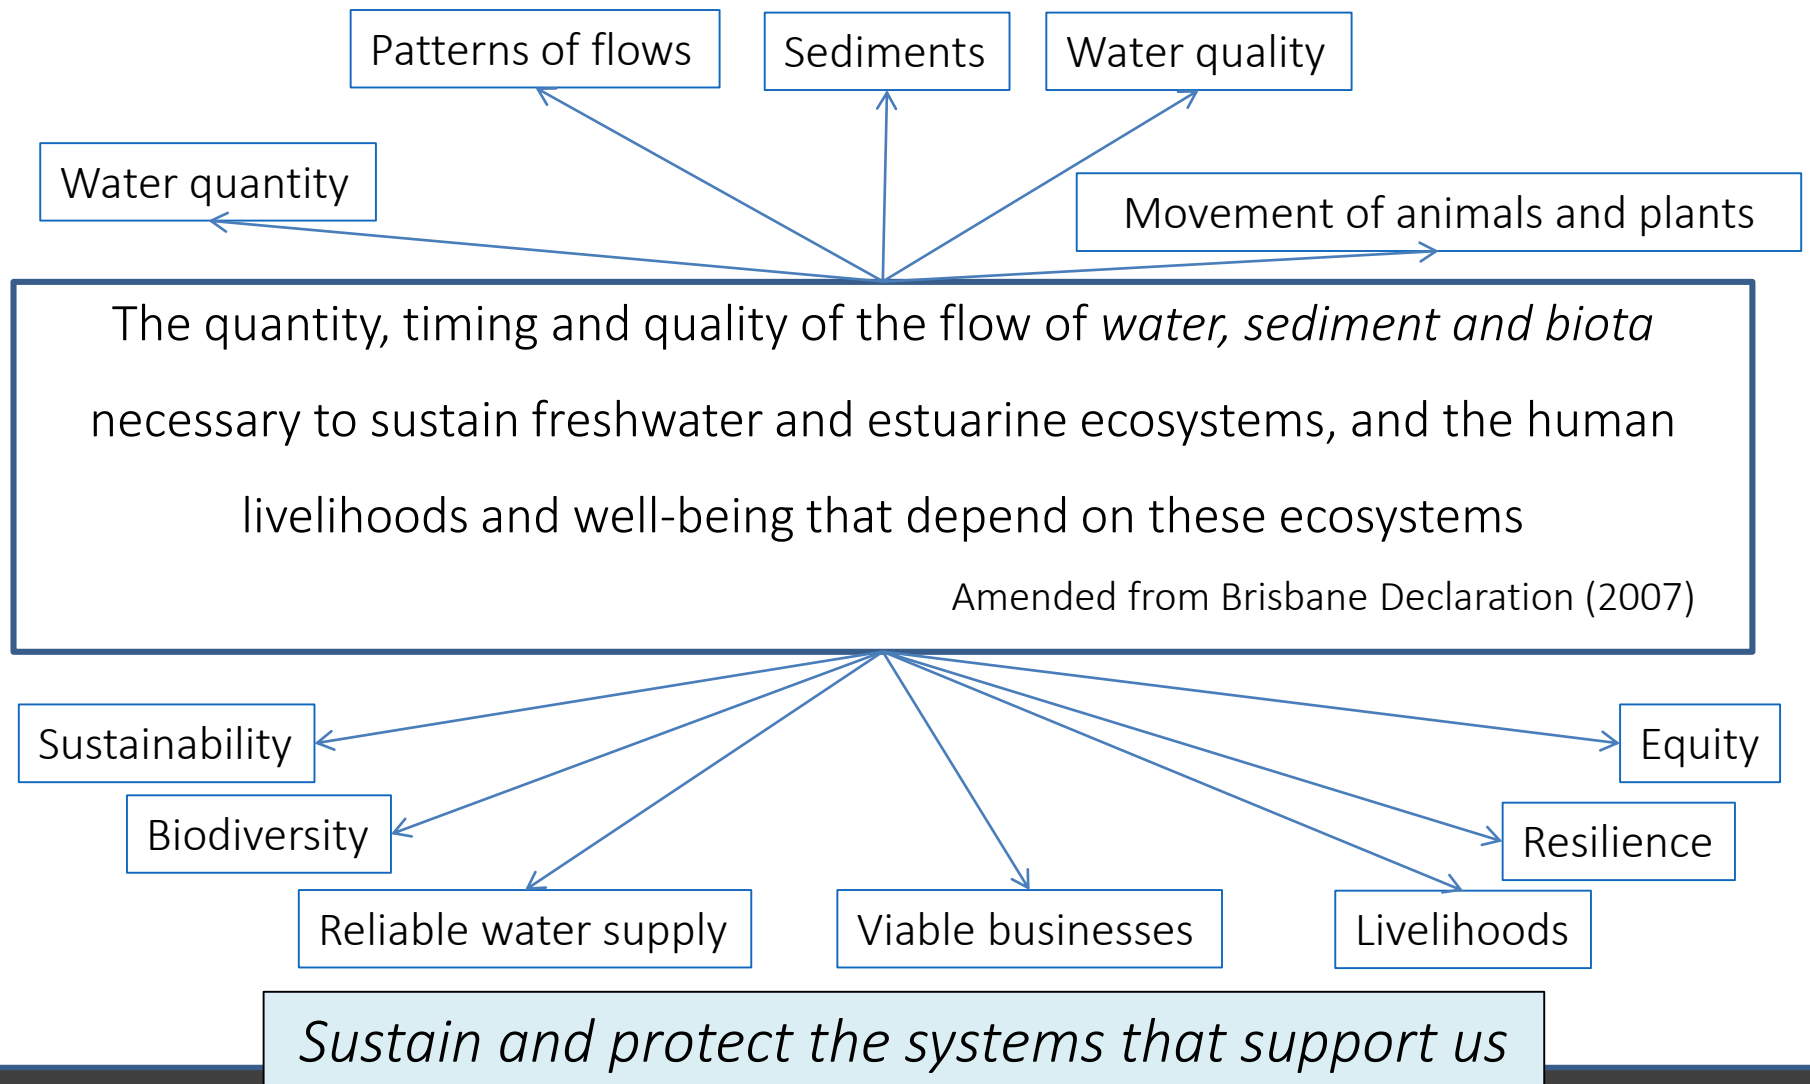 Patterns of flows
Sediments
Water quality
Water quantity
Movement of animals and plants
The quantity, timing and quality of the flow of water, sediment and biota
necessary to sustain freshwater and estuarine ecosystems, and the human
livelihoods and well-being that depend on these ecosystems
Amended from Brisbane Declaration (2007)
Sustainability
Equity
Biodiversity
Resilience
Reliable water supply
Viable businesses
Livelihoods
Sustain and protect the systems that support us